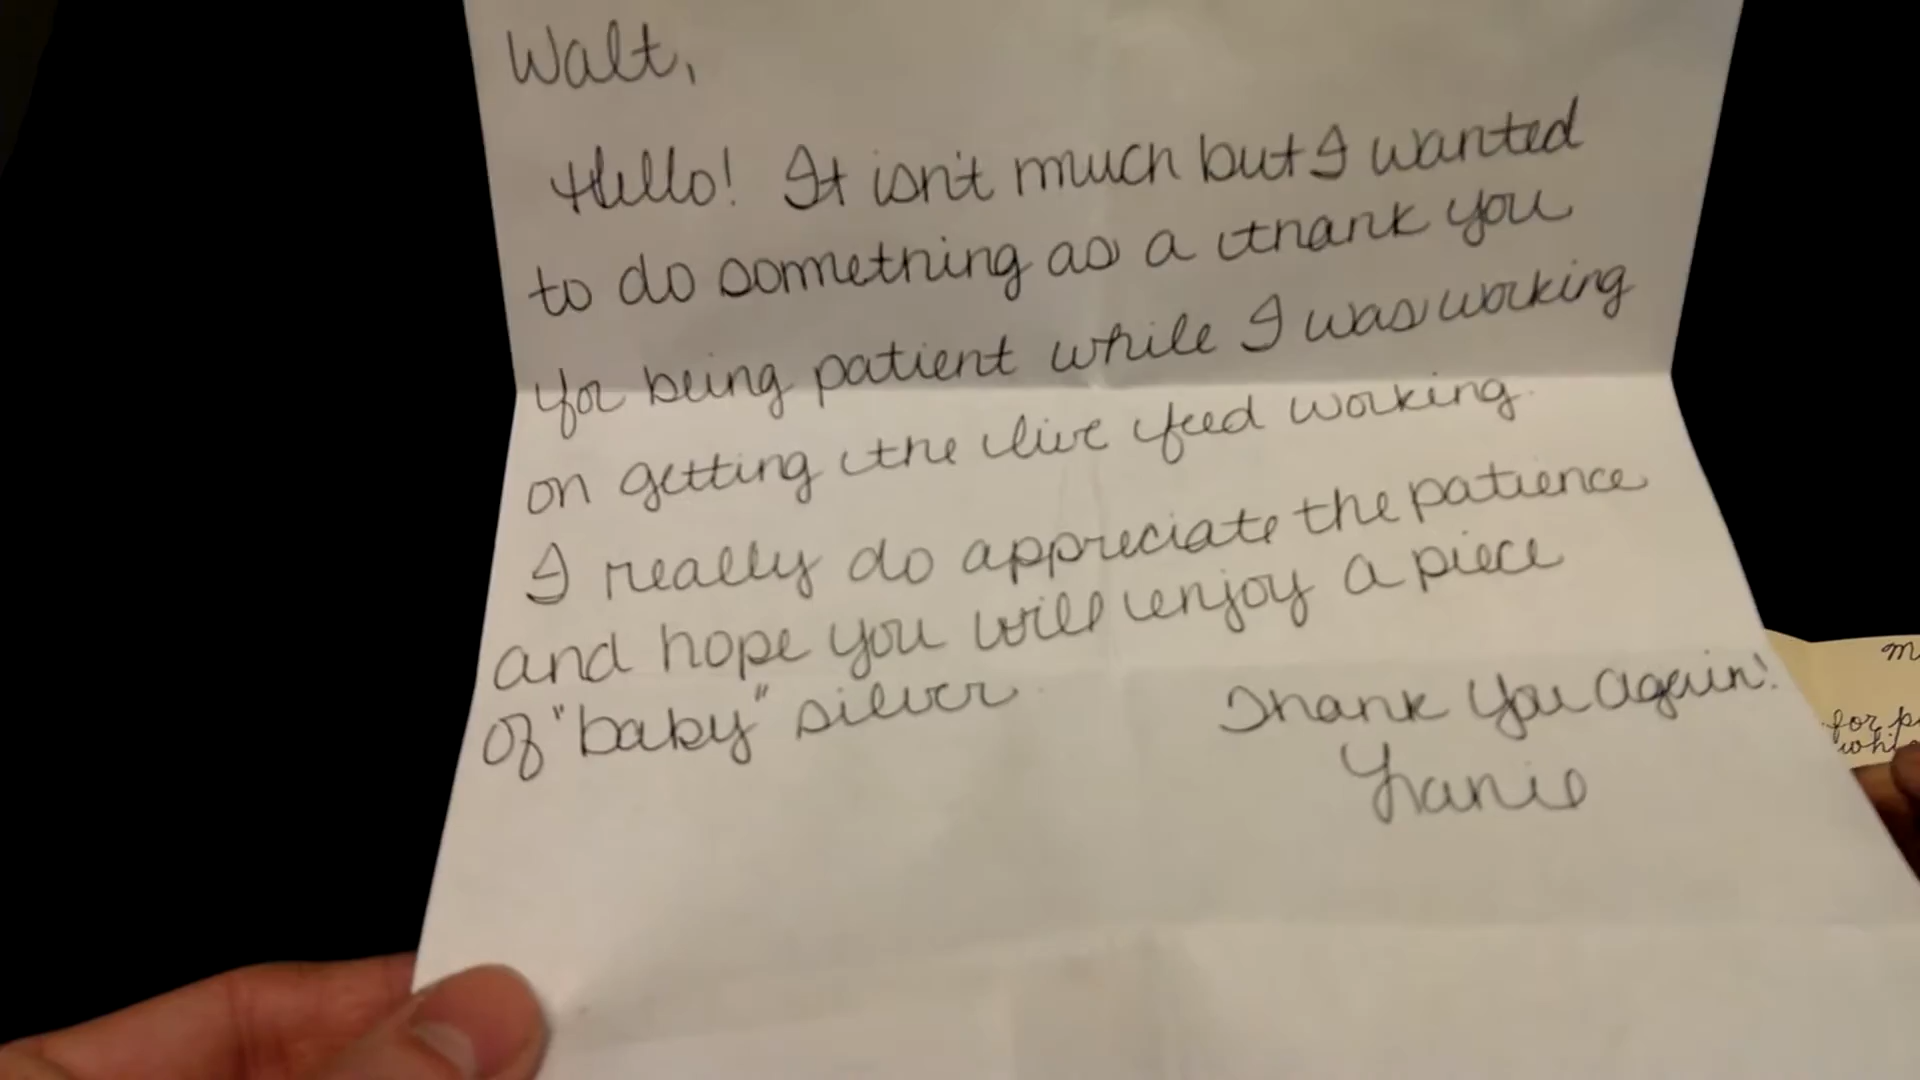 Walt,
Hello! It isn't much but I wanted
to do something as a thank you
for being patient while I was working
on getting the live feed working.
I really do appreciate the patience
and hope you will enjoy a piece
of "baby" silver
Thank You Again!
for